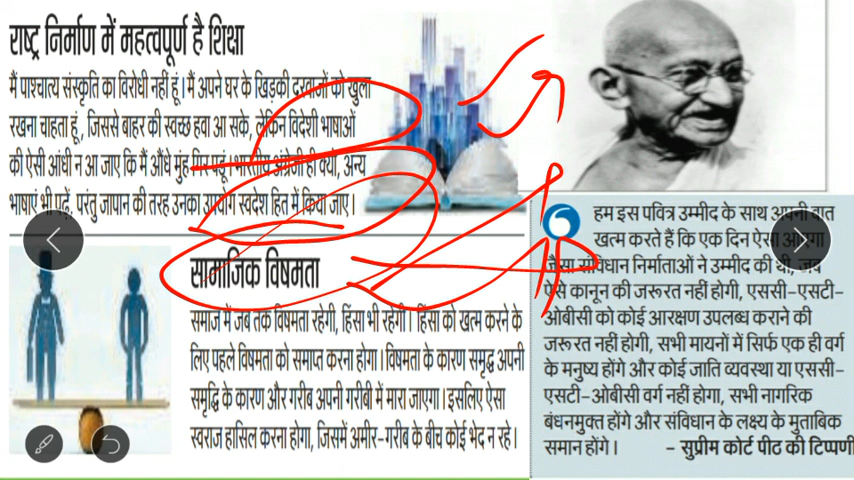 राष्ट्र निर्माण में महत्वपूर्ण है शिक्षा
मैं पाश्चात्य संस्कृति का विरोधी नहीं हूं। मैं अपने घर के खिड़की दरवाजों को खुला
रखना चाहता हूं, जिससे बाहर की स्वच्छ हवा आ सके, लेकिन विदेशी भाषाओं
की ऐसी आंधी न आ जाए कि मैं औंधे मुंह गिर पड़ूं। भारतीय अंग्रेजी ही क्यों, अन्य
भाषाएं भी पढ़ें, परंतु जापान की तरह उनका उपयोग स्वदेश हित में किया जाए।
सामाजिक विषमता
समाज में जब तक विषमता रहेगी, हिंसा भी रहेगी। हिंसा को खत्म करने के
लिए पहले विषमता को समाप्त करना होगा। विषमता के कारण समृद्ध अपनी
समृद्धि के कारण और गरीब अपनी गरीबी में मारा जाएगा। इसलिए ऐसा
स्वराज हासिल करना होगा, जिसमें अमीर-गरीब के बीच कोई भेद न रहे।
हम इस पवित्र उम्मीद के साथ अपनी बात
खत्म करते हैं कि एक दिन ऐसा आएगा
जैसा संविधान निर्माताओं ने उम्मीद की थी, जब
ऐसे कानून की जरूरत नहीं होगी, एससी-एसटी-
ओबीसी को कोई आरक्षण उपलब्ध कराने की
जरूरत नहीं होगी, सभी मायनों में सिर्फ एक ही वर्ग
के मनुष्य होंगे और कोई जाति व्यवस्था या एससी-
एसटी-ओबीसी वर्ग नहीं होगा, सभी नागरिक
बंधनमुक्त होंगे और संविधान के लक्ष्य के मुताबिक
समान होंगे। - सुप्रीम कोर्ट पीठ की टिप्पणी